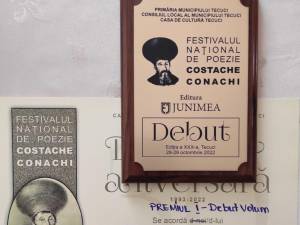 PRIMĂRIA MUNICIPIULUI TECUCI
CONSILIUL LOCAL AL MUNICIPIULUI TECUCI
CASA DE CULTURĂ TECUCI
FESTIVALUL
NAȚIONAL
DE POEZIE
COSTACHE
CONACHI
Editura
JUNIMEA
Debut
Ediția a XXX-a, Tecuci
28-29 octombrie 2022
FESTIVALUL
NAȚIONAL
DE POEZIE
COSTACHE
CONACHI
1993-2022
PREMIUL I - Debut Volum
Se acordă